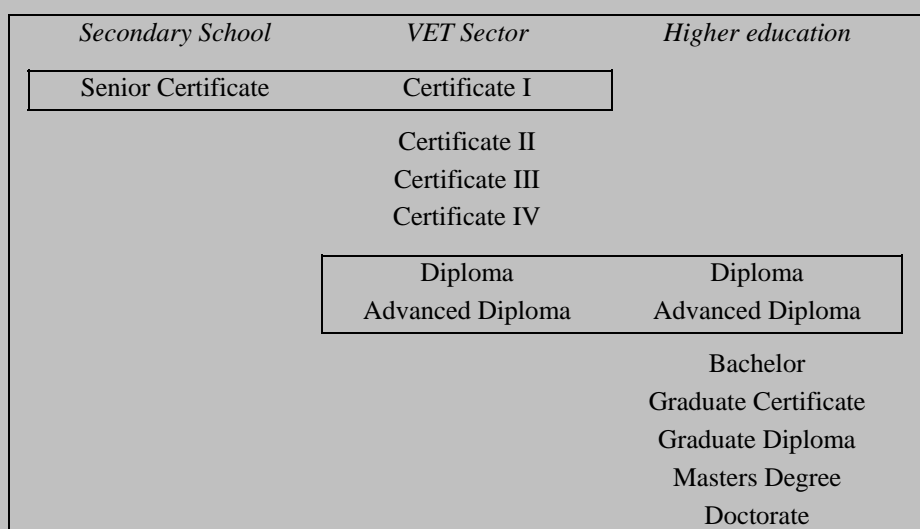 Secondary School VET Sector Higher education
Senior Certificate Certificate I
Certificate II
Certificate III
Certificate IV
Diploma Diploma
Advanced Diploma Advanced Diploma
Bachelor
Graduate Certificate
Graduate Diploma
Masters Degree
Doctorate